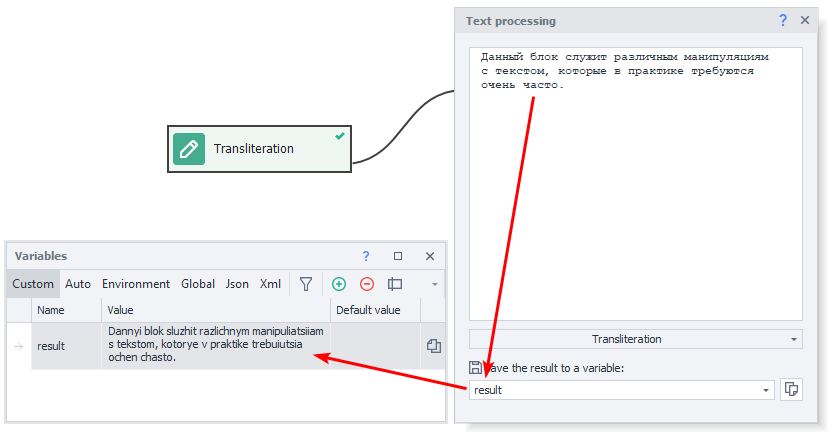 Text processing
?
Данный блок служит различным манипуляциям
с текстом, которые в практике требуются
очень часто.
Transliteration
Transliteration
ave the result to a variable:
result
Variables
?
Custom Auto Environment Global Json Xml
Name Value Default value
result
Dannyi blok sluzhit razlichnym manipuliatsiiam
s tekstom, kotorye v praktike trebuiutsia
ochen chasto.